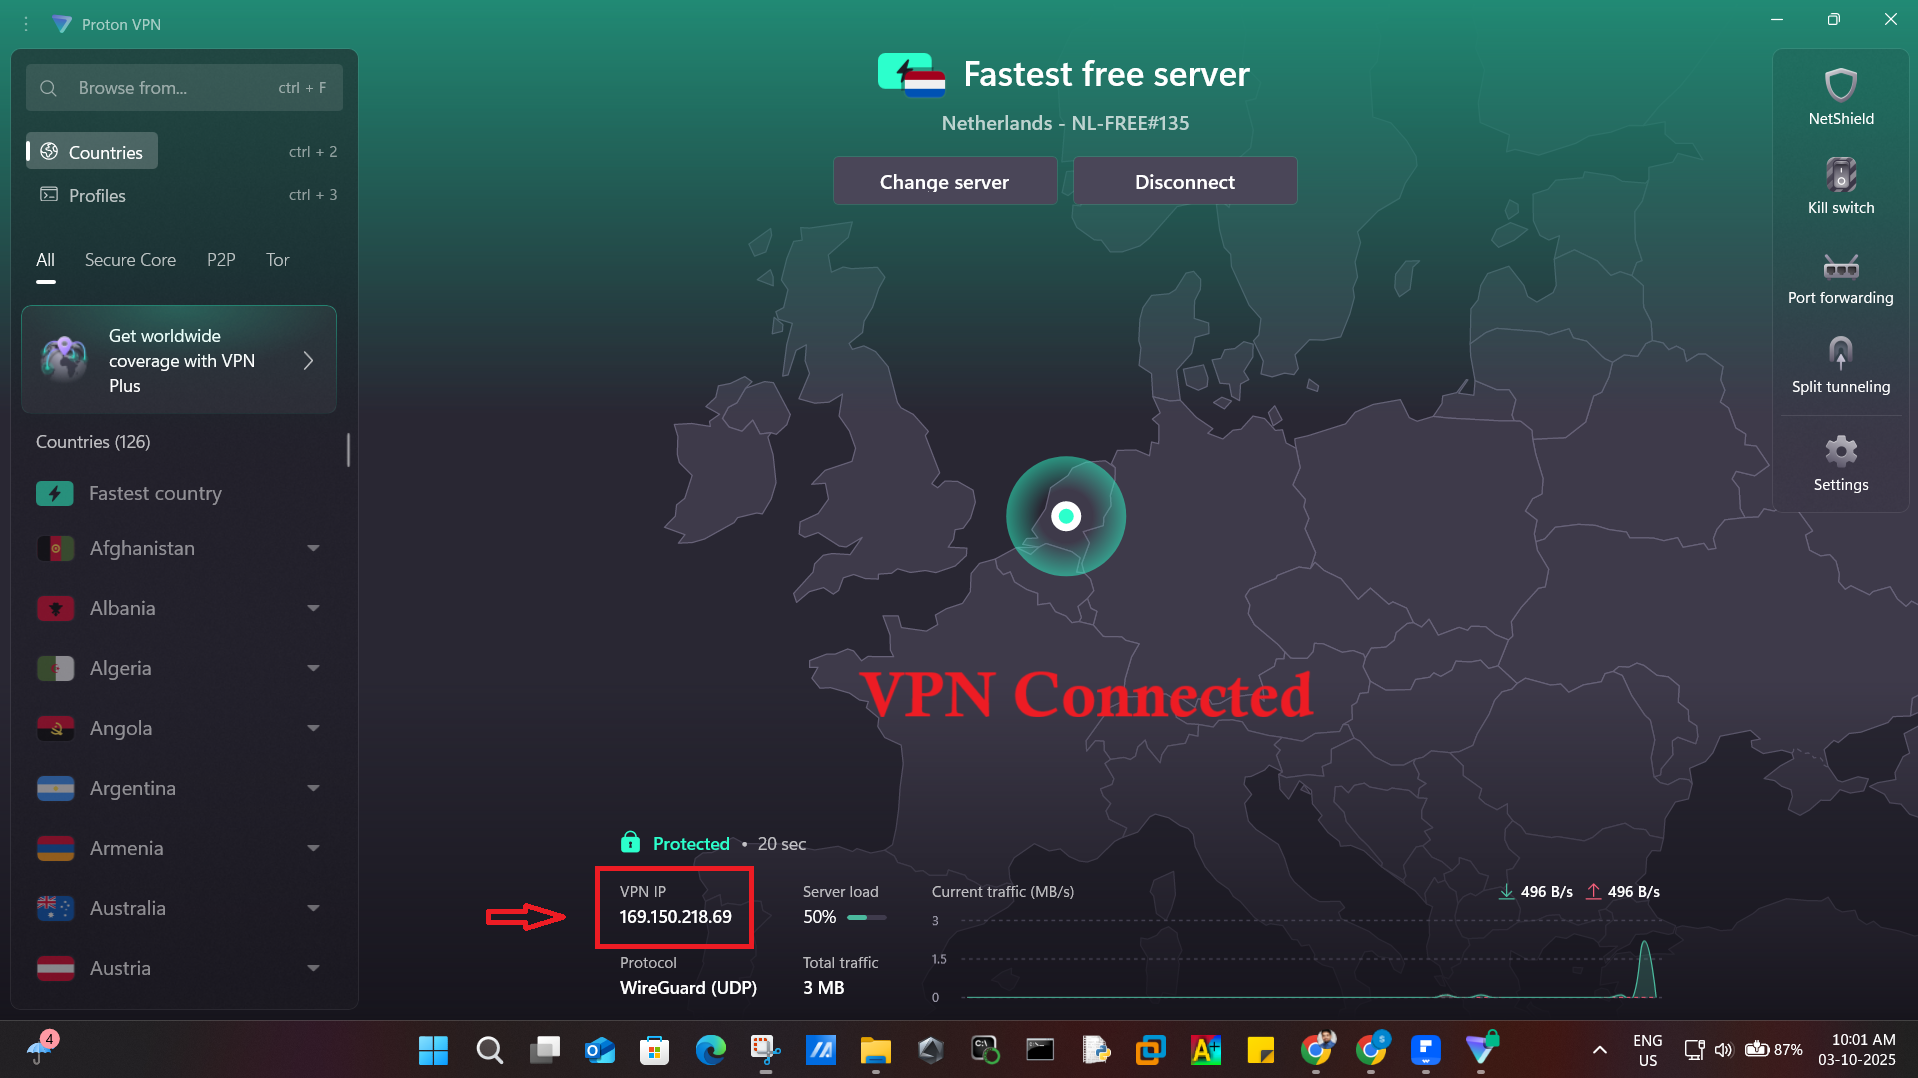 Proton VPN
Browse from...
ctrl + F
Countries
ctrl + 2
Profiles
ctrl + 3
All
Secure Core
P2P
Tor
Get worldwide
coverage with VPN
Plus
Countries (126)
Fastest country
Afghanistan
Albania
Algeria
Angola
Argentina
Armenia
Australia
Austria
Fastest free server
Netherlands - NL-FREE#135
Change server
Disconnect
NetShield
Kill switch
Port forwarding
Split tunneling
Settings
VPN Connected
Protected • 20 sec
VPN IP
169.150.218.69
Server load
50%
Protocol
WireGuard (UDP)
Total traffic
3 MB
Current traffic (MB/s)
496 B/s
496 B/s
3
1.5
0
4
ENG
US
87%
10:01 AM
03-10-2025